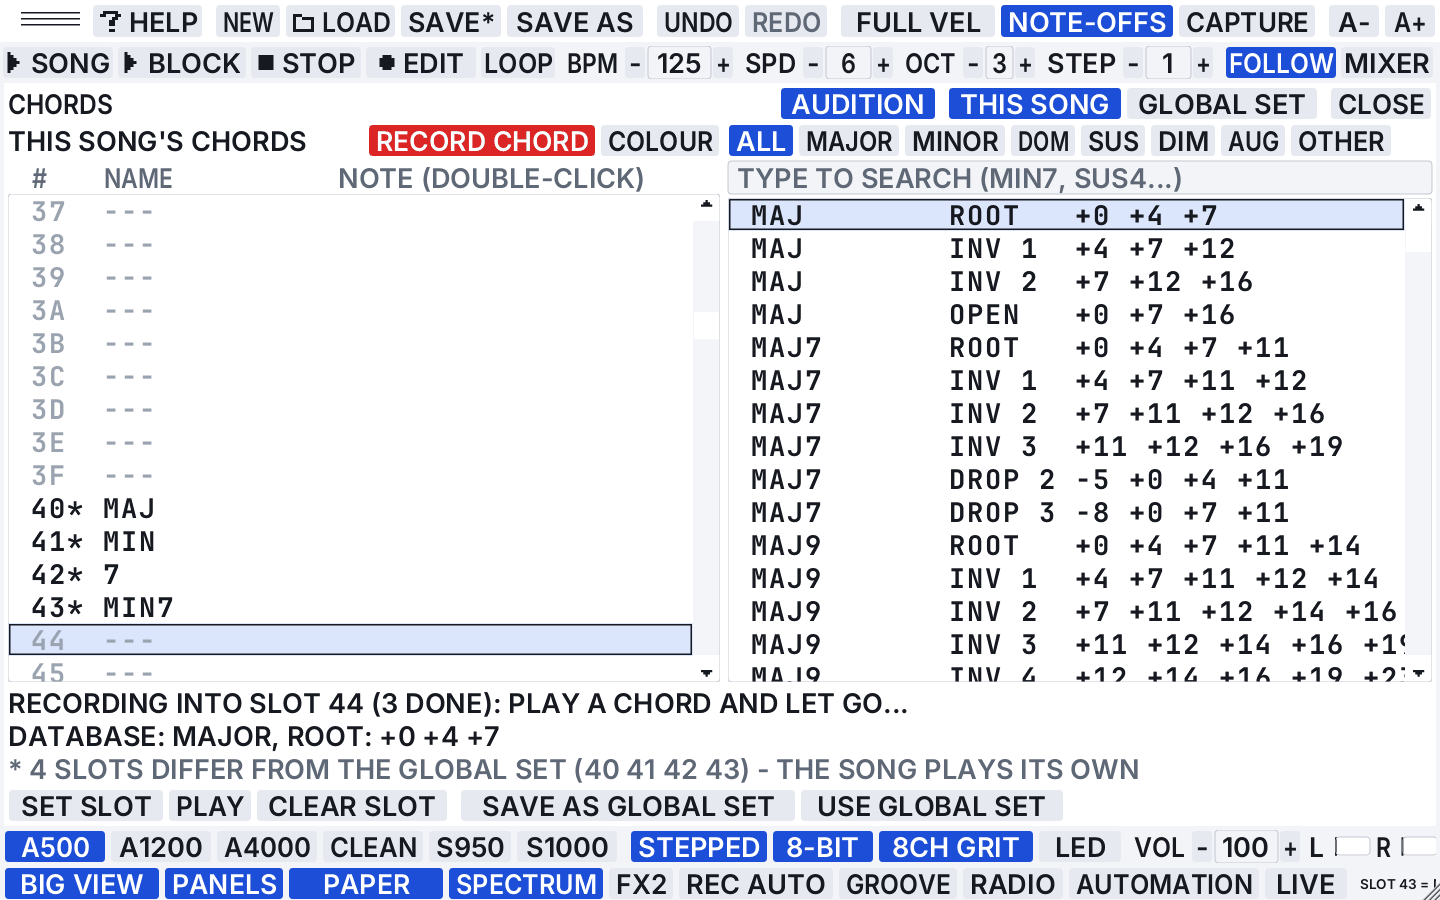 HELP NEW LOAD SAVE* SAVE AS UNDO REDO FULL VEL NOTE-OFFS CAPTURE A- A+
SONG BLOCK STOP EDIT LOOP BPM - 125 + SPD - 6 + OCT - 3 + STEP - 1 + FOLLOW MIXER
CHORDS AUDITION THIS SONG GLOBAL SET CLOSE
THIS SONG'S CHORDS RECORD CHORD COLOUR ALL MAJOR MINOR DOM SUS DIM AUG OTHER
# NAME NOTE (DOUBLE-CLICK) TYPE TO SEARCH (MIN7, SUS4...)
37 ---
38 ---
39 ---
3A ---
3B ---
3C ---
3D ---
3E ---
3F ---
40* MAJ
41* MIN
42* 7
43* MIN7
44 ---
45 ---
MAJ ROOT +0 +4 +7
MAJ INV 1 +4 +7 +12
MAJ INV 2 +7 +12 +16
MAJ OPEN +0 +7 +16
MAJ7 ROOT +0 +4 +7 +11
MAJ7 INV 1 +4 +7 +11 +12
MAJ7 INV 2 +7 +11 +12 +16
MAJ7 INV 3 +11 +12 +16 +19
MAJ7 DROP 2 -5 +0 +4 +11
MAJ7 DROP 3 -8 +0 +7 +11
MAJ9 ROOT +0 +4 +7 +11 +14
MAJ9 INV 1 +4 +7 +11 +12 +14
MAJ9 INV 2 +7 +11 +12 +14 +16
MAJ9 INV 3 +11 +12 +14 +16 +19
MAJ9 INV 4 +12 +14 +16 +19
RECORDING INTO SLOT 44 (3 DONE): PLAY A CHORD AND LET GO...
DATABASE: MAJOR, ROOT: +0 +4 +7
* 4 SLOTS DIFFER FROM THE GLOBAL SET (40 41 42 43) - THE SONG PLAYS ITS OWN
SET SLOT PLAY CLEAR SLOT SAVE AS GLOBAL SET USE GLOBAL SET
A500 A1200 A4000 CLEAN S950 S1000 STEPPED 8-BIT 8CH GRIT LED VOL - 100 + L R
BIG VIEW PANELS PAPER SPECTRUM FX2 REC AUTO GROOVE RADIO AUTOMATION LIVE SLOT 43 =